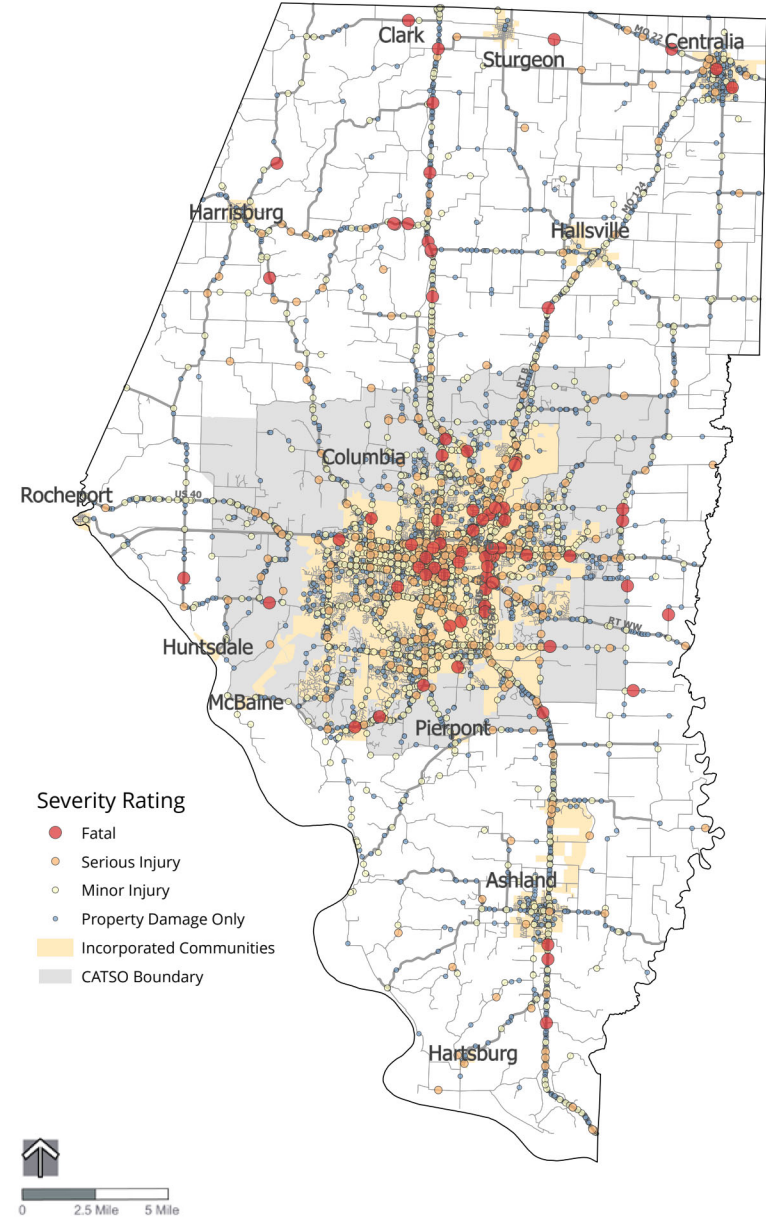 Clark
Sturgeon
MO 22
Centralia
Harrisburg
MO 124
Hallsville
RT B
Columbia
Rocheport
US 40
RT WW
Huntsdale
McBaine
Pierpont
Severity Rating
Fatal
Serious Injury
Minor Injury
Property Damage Only
Incorporated Communities
CATSO Boundary
Ashland
Hartsburg
0 2.5 Mile 5 Mile